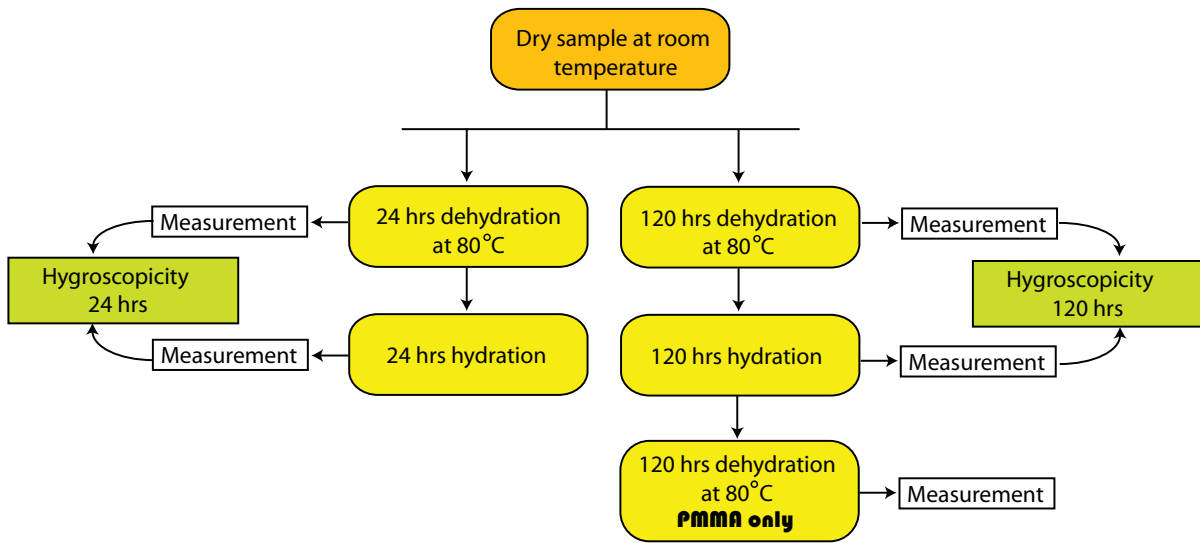 Dry sample at room
temperature
Measurement
24 hrs dehydration
at 80°C
120 hrs dehydration
at 80°C
Measurement
Hygroscopicity
24 hrs
Hygroscopicity
120 hrs
Measurement
24 hrs hydration
120 hrs hydration
Measurement
120 hrs dehydration
at 80°C
PMMA only
Measurement